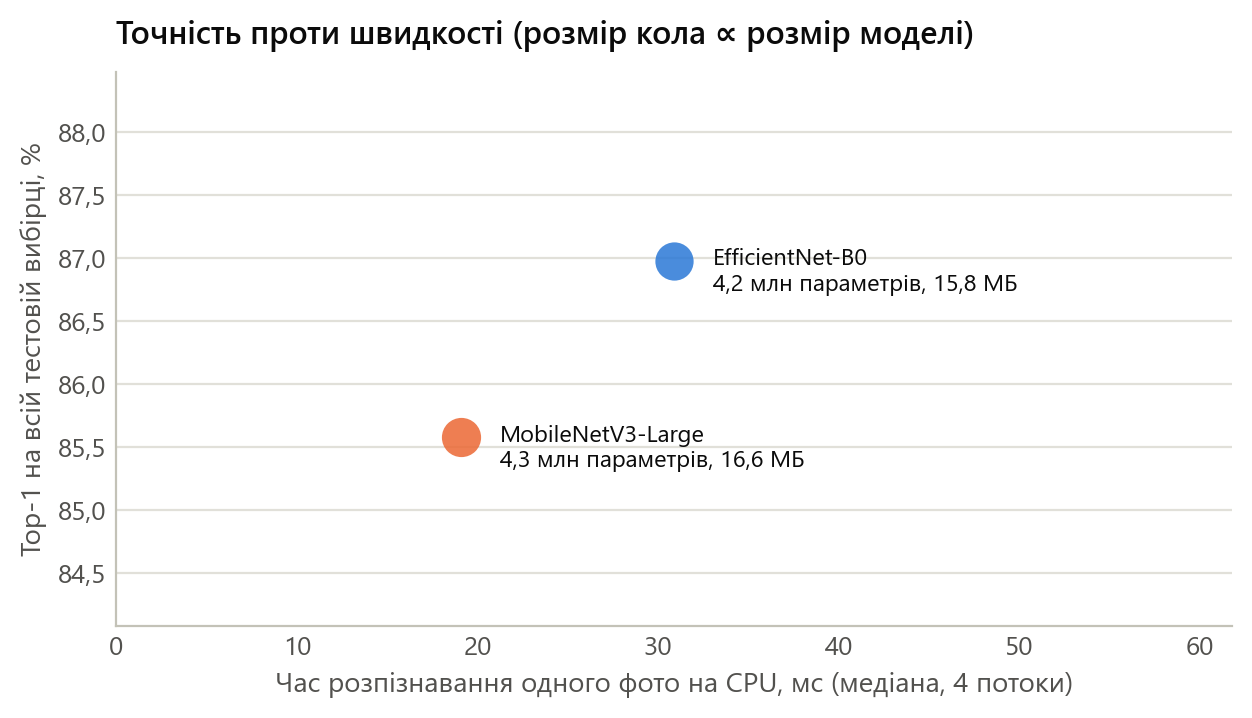 Точність проти швидкості (розмір кола ∝ розмір моделі)
Top-1 на всій тестовій вибірці, %
88,0
87,5
87,0
86,5
86,0
85,5
85,0
84,5
EfficientNet-B0
4,2 млн параметрів, 15,8 МБ
MobileNetV3-Large
4,3 млн параметрів, 16,6 МБ
0 10 20 30 40 50 60
Час розпізнавання одного фото на CPU, мс (медіана, 4 потоки)